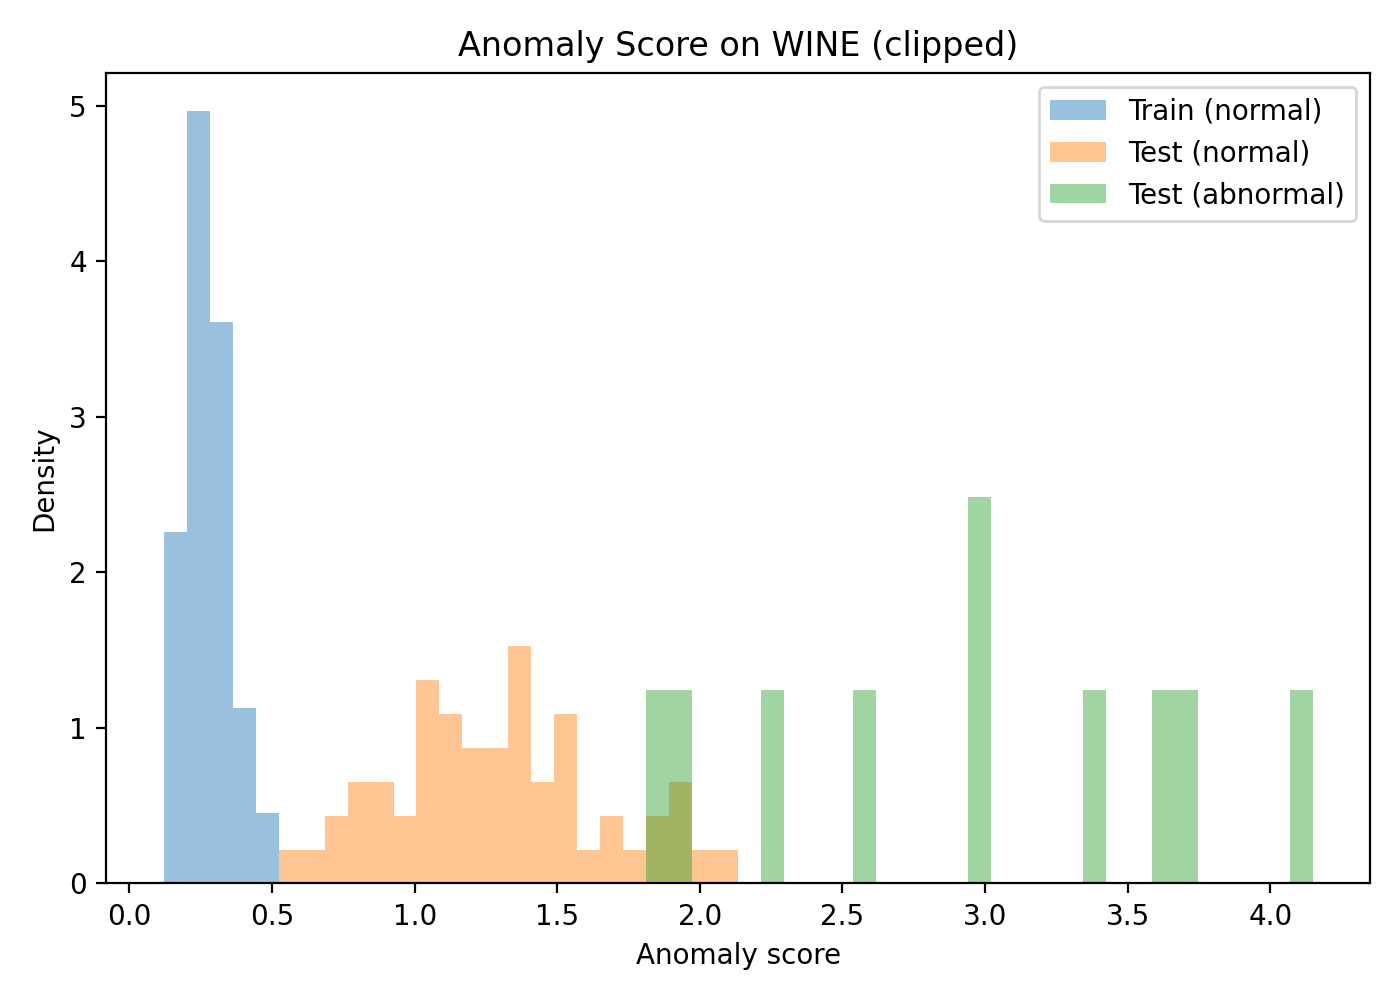 Anomaly Score on WINE (clipped)
Train (normal)
Test (normal)
Test (abnormal)
Density
5
4
3
2
1
0
0.0 0.5 1.0 1.5 2.0 2.5 3.0 3.5 4.0
Anomaly score